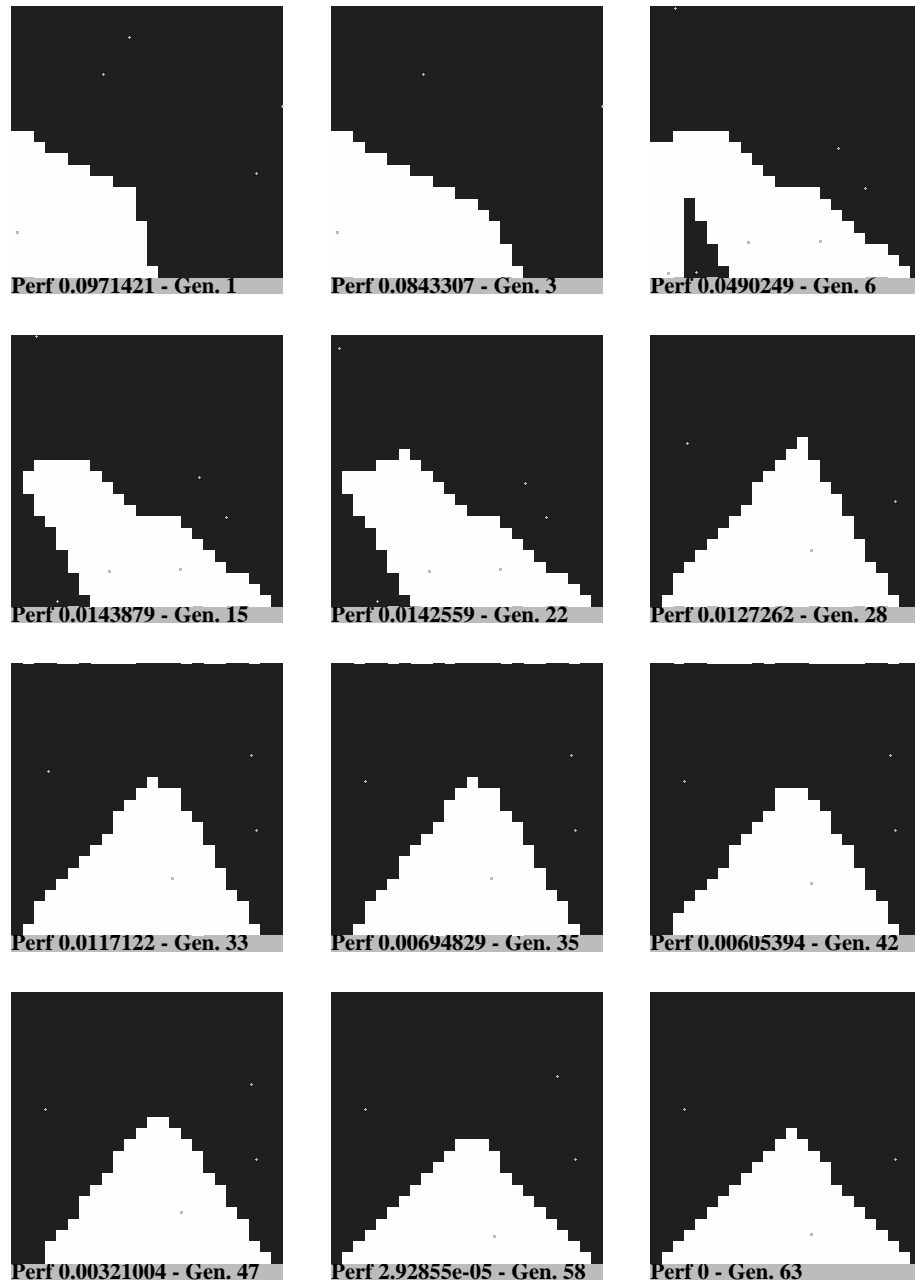 Perf 0.0971421 - Gen. 1
Perf 0.0843307 - Gen. 3
Perf 0.0490249 - Gen. 6
Perf 0.0143879 - Gen. 15
Perf 0.0142559 - Gen. 22
Perf 0.0127262 - Gen. 28
Perf 0.0117122 - Gen. 33
Perf 0.00694829 - Gen. 35
Perf 0.00605394 - Gen. 42
Perf 0.00321004 - Gen. 47
Perf 2.92855e-05 - Gen. 58
Perf 0 - Gen. 63